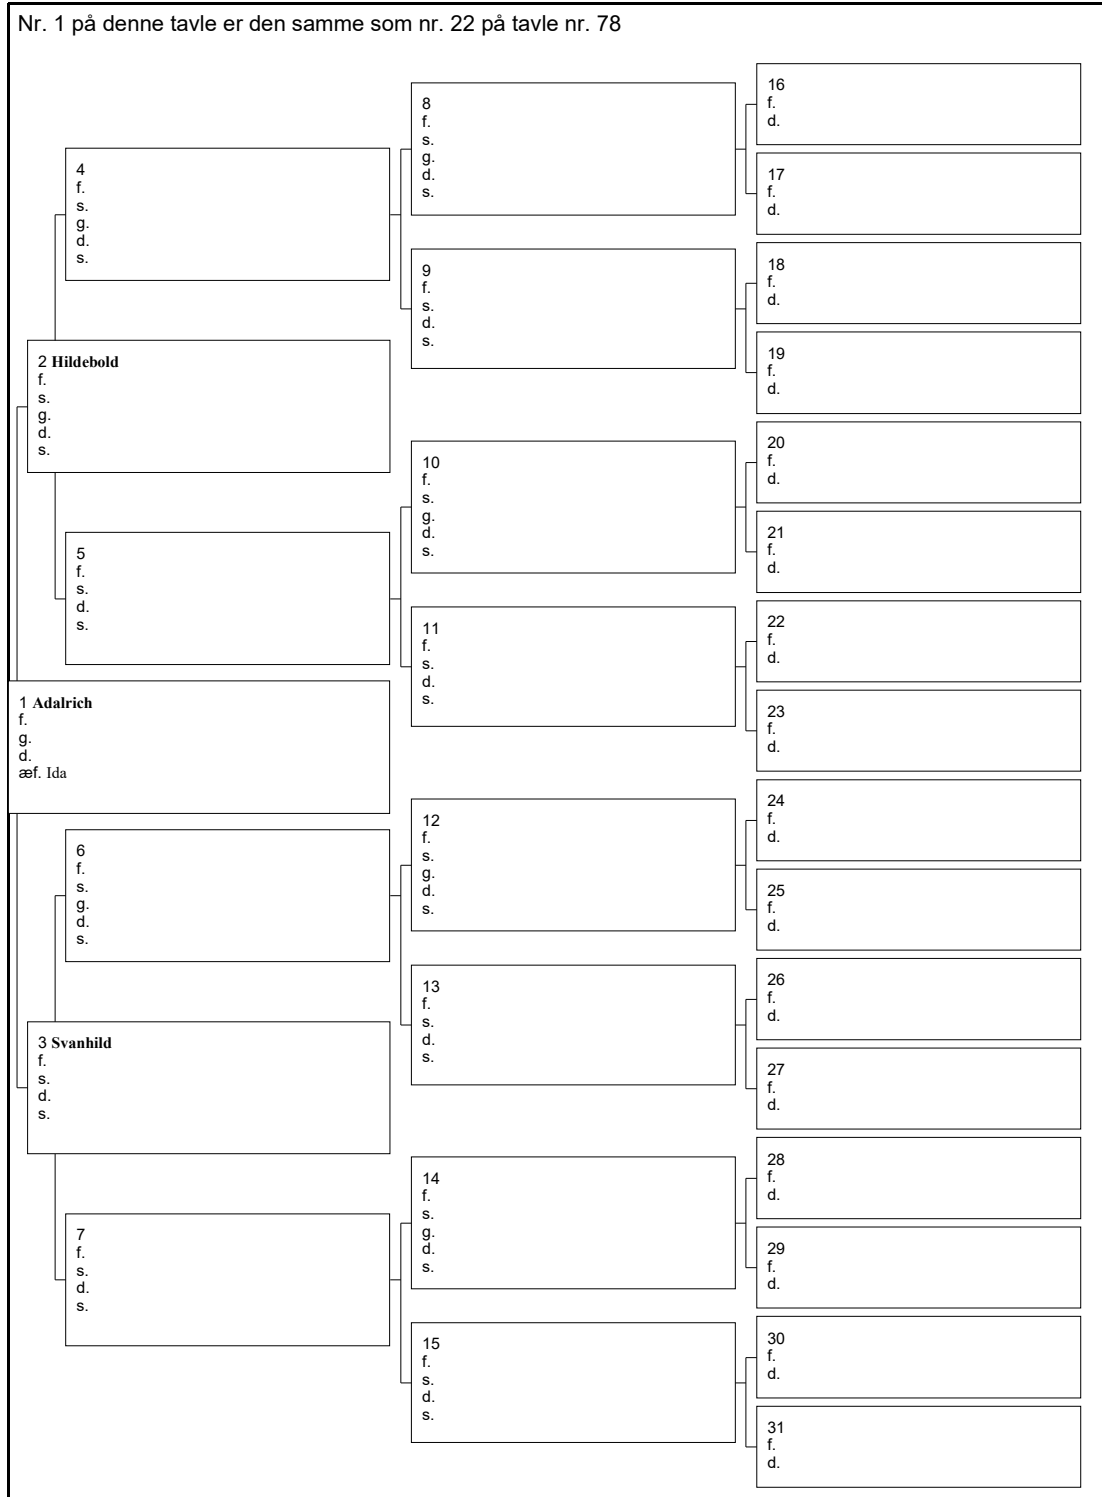 Nr. 1 på denne tavle er den samme som nr. 22 på tavle nr. 78
1 Adalrich
f.
g.
d.
æf. Ida
2 Hildebold
f.
s.
g.
d.
s.
3 Svanhild
f.
s.
d.
s.
4
f.
s.
g.
d.
s.
5
f.
s.
d.
s.
6
f.
s.
g.
d.
s.
7
f.
s.
d.
s.
8
f.
s.
g.
d.
s.
9
f.
s.
d.
s.
10
f.
s.
g.
d.
s.
11
f.
s.
d.
s.
12
f.
s.
g.
d.
s.
13
f.
s.
d.
s.
14
f.
s.
g.
d.
s.
15
f.
s.
d.
s.
16
f.
d.
17
f.
d.
18
f.
d.
19
f.
d.
20
f.
d.
21
f.
d.
22
f.
d.
23
f.
d.
24
f.
d.
25
f.
d.
26
f.
d.
27
f.
d.
28
f.
d.
29
f.
d.
30
f.
d.
31
f.
d.